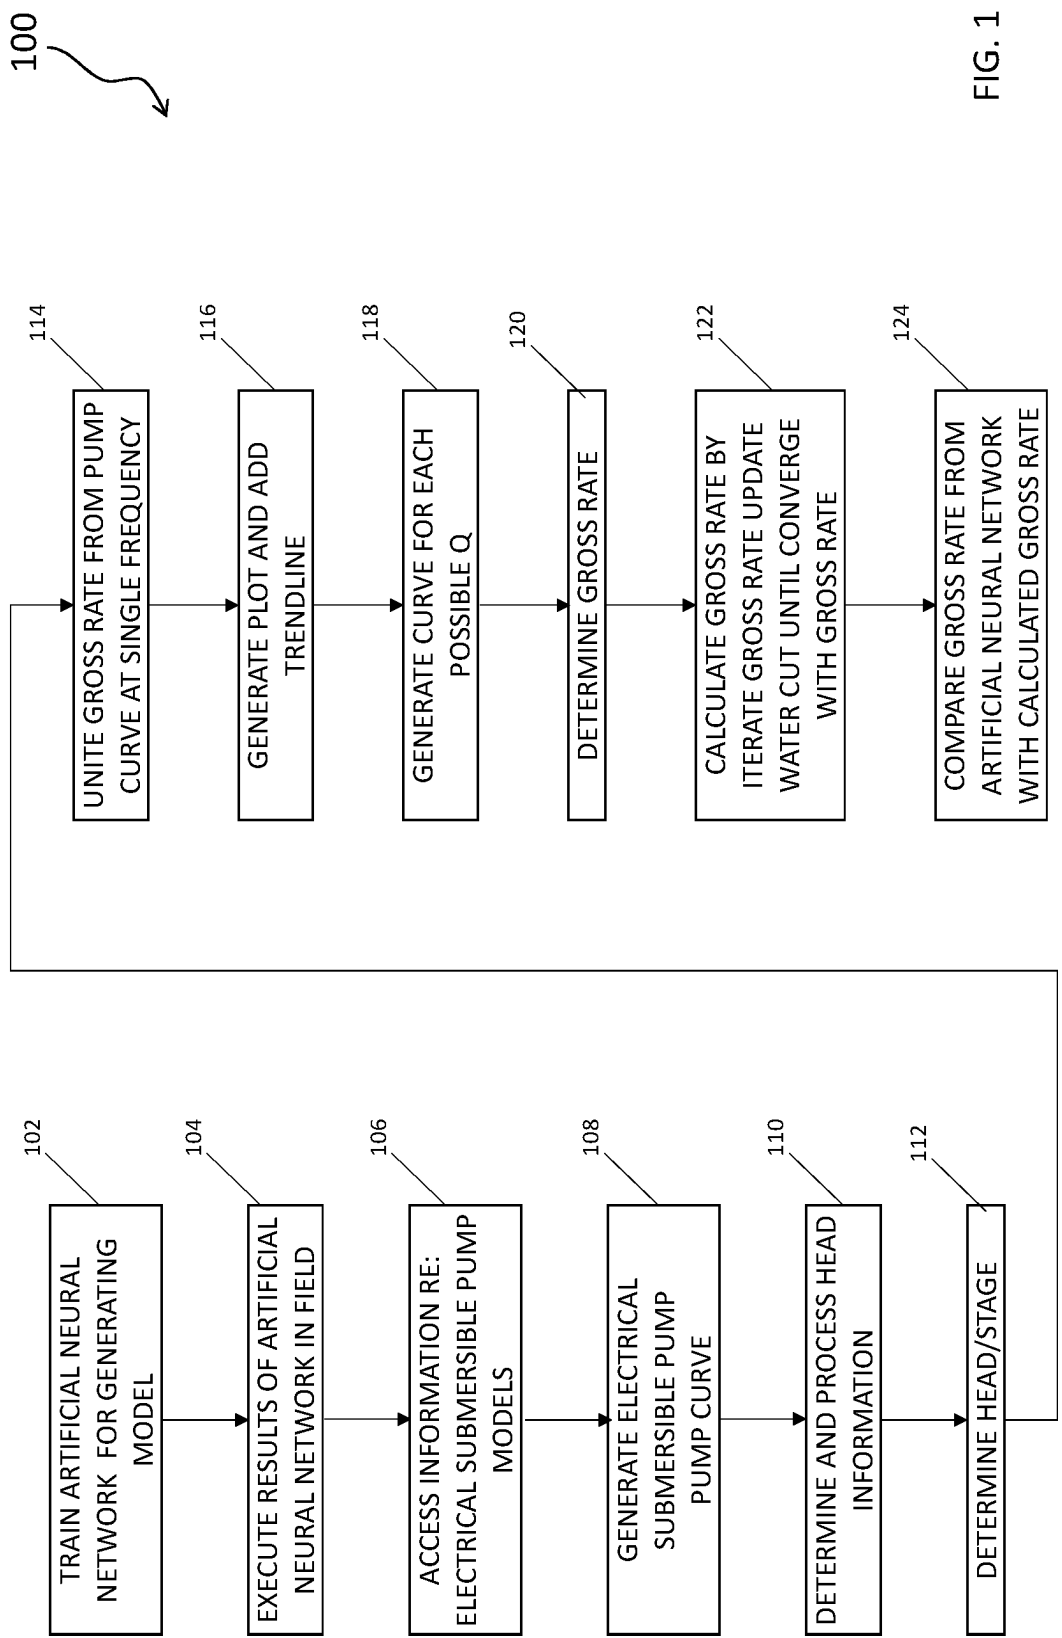 100
102
TRAIN ARTIFICIAL NEURAL
NETWORK FOR GENERATING
MODEL
104
EXECUTE RESULTS OF ARTIFICIAL
NEURAL NETWORK IN FIELD
106
ACCESS INFORMATION RE:
ELECTRICAL SUBMERSIBLE PUMP
MODELS
108
GENERATE ELECTRICAL
SUBMERSIBLE PUMP
PUMP CURVE
110
DETERMINE AND PROCESS HEAD
INFORMATION
112
DETERMINE HEAD/STAGE
114
UNITE GROSS RATE FROM PUMP
CURVE AT SINGLE FREQUENCY
116
GENERATE PLOT AND ADD
TRENDLINE
118
GENERATE CURVE FOR EACH
POSSIBLE Q
120
DETERMINE GROSS RATE
122
CALCULATE GROSS RATE BY
ITERATE GROSS RATE UPDATE
WATER CUT UNTIL CONVERGE
WITH GROSS RATE
124
COMPARE GROSS RATE FROM
ARTIFICIAL NEURAL NETWORK
WITH CALCULATED GROSS RATE
FIG. 1